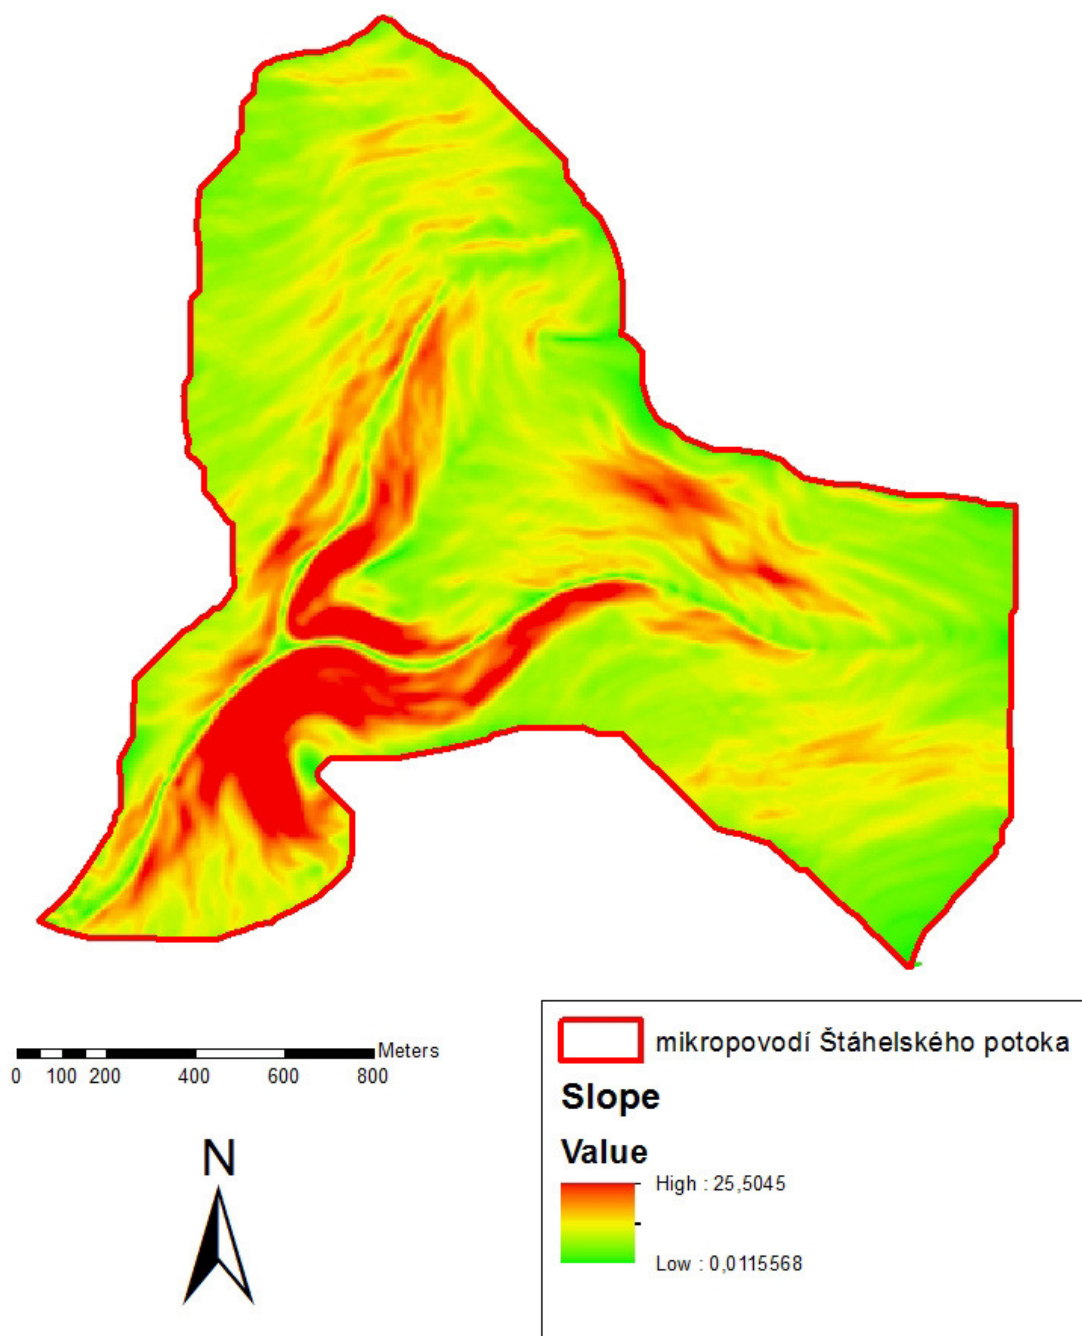 Meters
0 100 200 400 600 800
N
mikropovodí Štáhelského potoka
Slope
Value
High : 25,5045
Low : 0,0115568